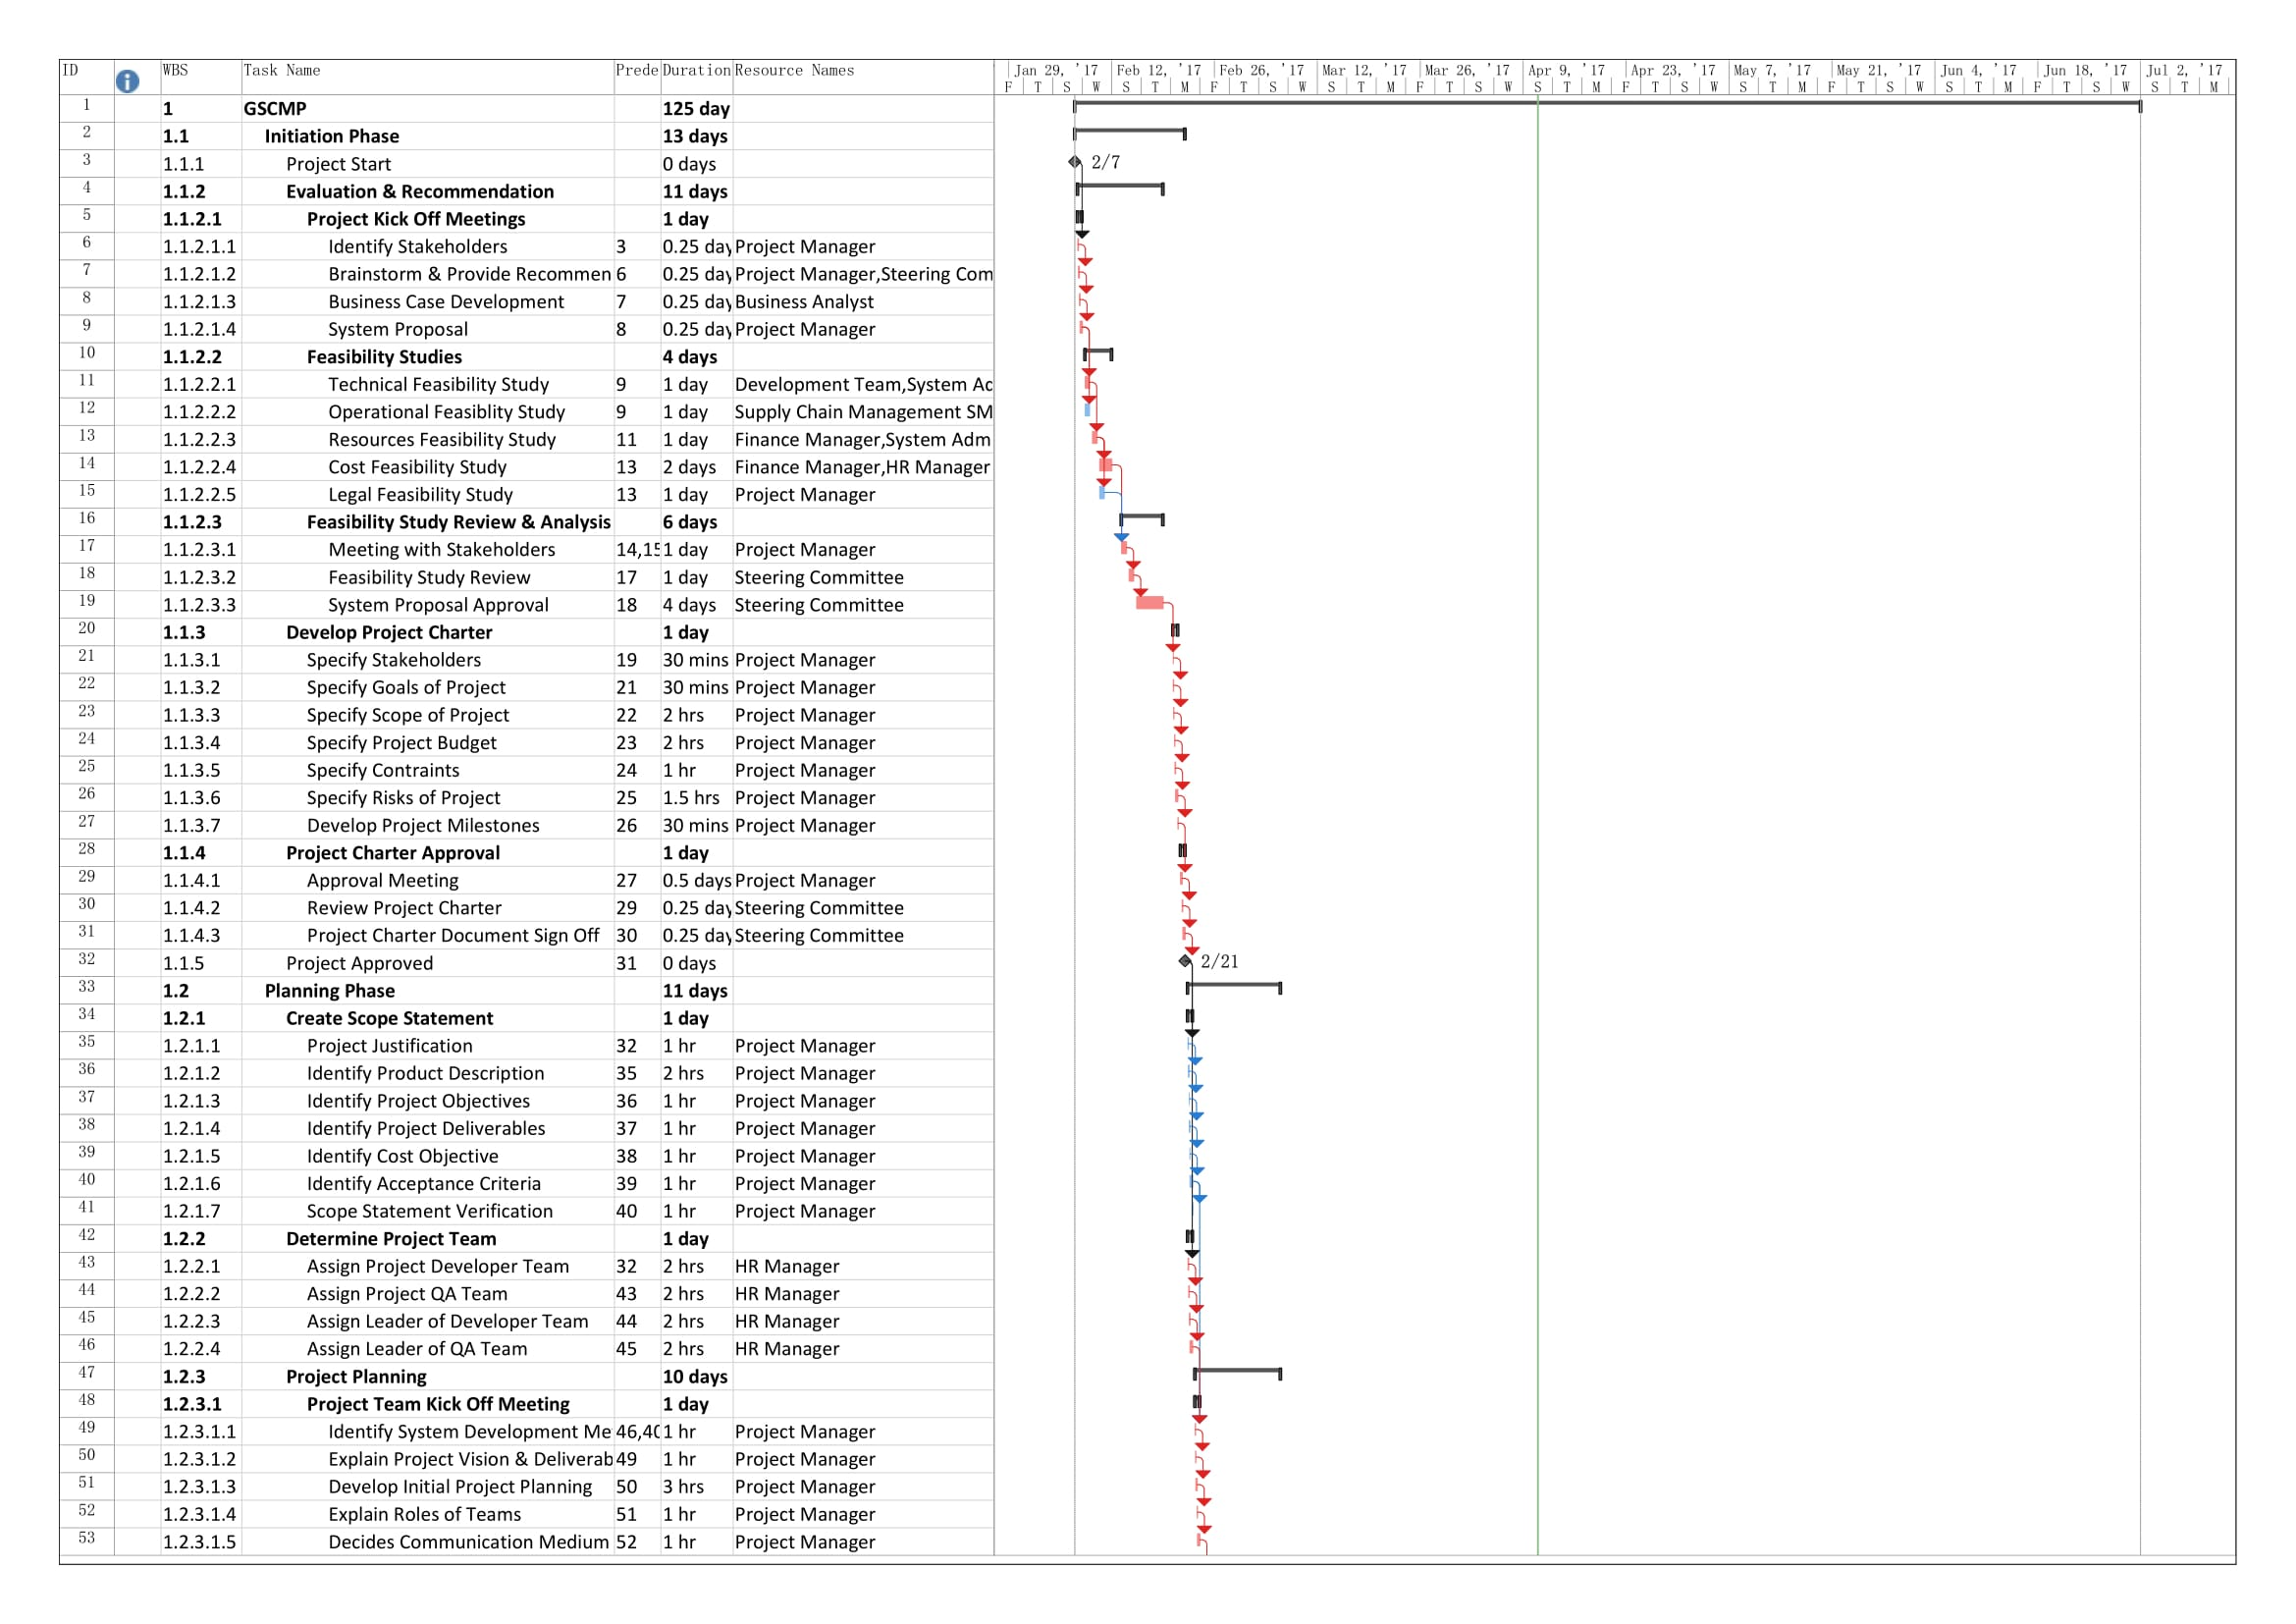 ID WBS Task Name Prede Duration Resource Names Jan 29, '17 Feb 12, '17 Feb 26, '17 Mar 12, '17 Mar 26, '17 Apr 9, '17 Apr 23, '17 May 7, '17 May 21, '17 Jun 4, '17 Jun 18, '17 Jul 2, '17
F T S W S T M F T S W S T M F T S W S T M F T S W S T M F T S W S T M F T S W S T M
1 1 GSCMP 125 day
2 1.1 Initiation Phase 13 days
3 1.1.1 Project Start 0 days 2/7
4 1.1.2 Evaluation & Recommendation 11 days
5 1.1.2.1 Project Kick Off Meetings 1 day
6 1.1.2.1.1 Identify Stakeholders 3 0.25 day Project Manager
7 1.1.2.1.2 Brainstorm & Provide Recommen 6 0.25 day Project Manager,Steering Com
8 1.1.2.1.3 Business Case Development 7 0.25 day Business Analyst
9 1.1.2.1.4 System Proposal 8 0.25 day Project Manager
10 1.1.2.2 Feasibility Studies 4 days
11 1.1.2.2.1 Technical Feasibility Study 9 1 day Development Team,System Ad
12 1.1.2.2.2 Operational Feasiblity Study 9 1 day Supply Chain Management SM
13 1.1.2.2.3 Resources Feasibility Study 11 1 day Finance Manager,System Adm
14 1.1.2.2.4 Cost Feasibility Study 13 2 days Finance Manager,HR Manager
15 1.1.2.2.5 Legal Feasibility Study 13 1 day Project Manager
16 1.1.2.3 Feasibility Study Review & Analysis 6 days
17 1.1.2.3.1 Meeting with Stakeholders 14,15 1 day Project Manager
18 1.1.2.3.2 Feasibility Study Review 17 1 day Steering Committee
19 1.1.2.3.3 System Proposal Approval 18 4 days Steering Committee
20 1.1.3 Develop Project Charter 1 day
21 1.1.3.1 Specify Stakeholders 19 30 mins Project Manager
22 1.1.3.2 Specify Goals of Project 21 30 mins Project Manager
23 1.1.3.3 Specify Scope of Project 22 2 hrs Project Manager
24 1.1.3.4 Specify Project Budget 23 2 hrs Project Manager
25 1.1.3.5 Specify Contraints 24 1 hr Project Manager
26 1.1.3.6 Specify Risks of Project 25 1.5 hrs Project Manager
27 1.1.3.7 Develop Project Milestones 26 30 mins Project Manager
28 1.1.4 Project Charter Approval 1 day
29 1.1.4.1 Approval Meeting 27 0.5 days Project Manager
30 1.1.4.2 Review Project Charter 29 0.25 day Steering Committee
31 1.1.4.3 Project Charter Document Sign Off 30 0.25 day Steering Committee
32 1.1.5 Project Approved 31 0 days 2/21
33 1.2 Planning Phase 11 days
34 1.2.1 Create Scope Statement 1 day
35 1.2.1.1 Project Justification 32 1 hr Project Manager
36 1.2.1.2 Identify Product Description 35 2 hrs Project Manager
37 1.2.1.3 Identify Project Objectives 36 1 hr Project Manager
38 1.2.1.4 Identify Project Deliverables 37 1 hr Project Manager
39 1.2.1.5 Identify Cost Objective 38 1 hr Project Manager
40 1.2.1.6 Identify Acceptance Criteria 39 1 hr Project Manager
41 1.2.1.7 Scope Statement Verification 40 1 hr Project Manager
42 1.2.2 Determine Project Team 1 day
43 1.2.2.1 Assign Project Developer Team 32 2 hrs HR Manager
44 1.2.2.2 Assign Project QA Team 43 2 hrs HR Manager
45 1.2.2.3 Assign Leader of Developer Team 44 2 hrs HR Manager
46 1.2.2.4 Assign Leader of QA Team 45 2 hrs HR Manager
47 1.2.3 Project Planning 10 days
48 1.2.3.1 Project Team Kick Off Meeting 1 day
49 1.2.3.1.1 Identify System Development Me 46,40 1 hr Project Manager
50 1.2.3.1.2 Explain Project Vision & Deliverab 49 1 hr Project Manager
51 1.2.3.1.3 Develop Initial Project Planning 50 3 hrs Project Manager
52 1.2.3.1.4 Explain Roles of Teams 51 1 hr Project Manager
53 1.2.3.1.5 Decides Communication Medium 52 1 hr Project Manager